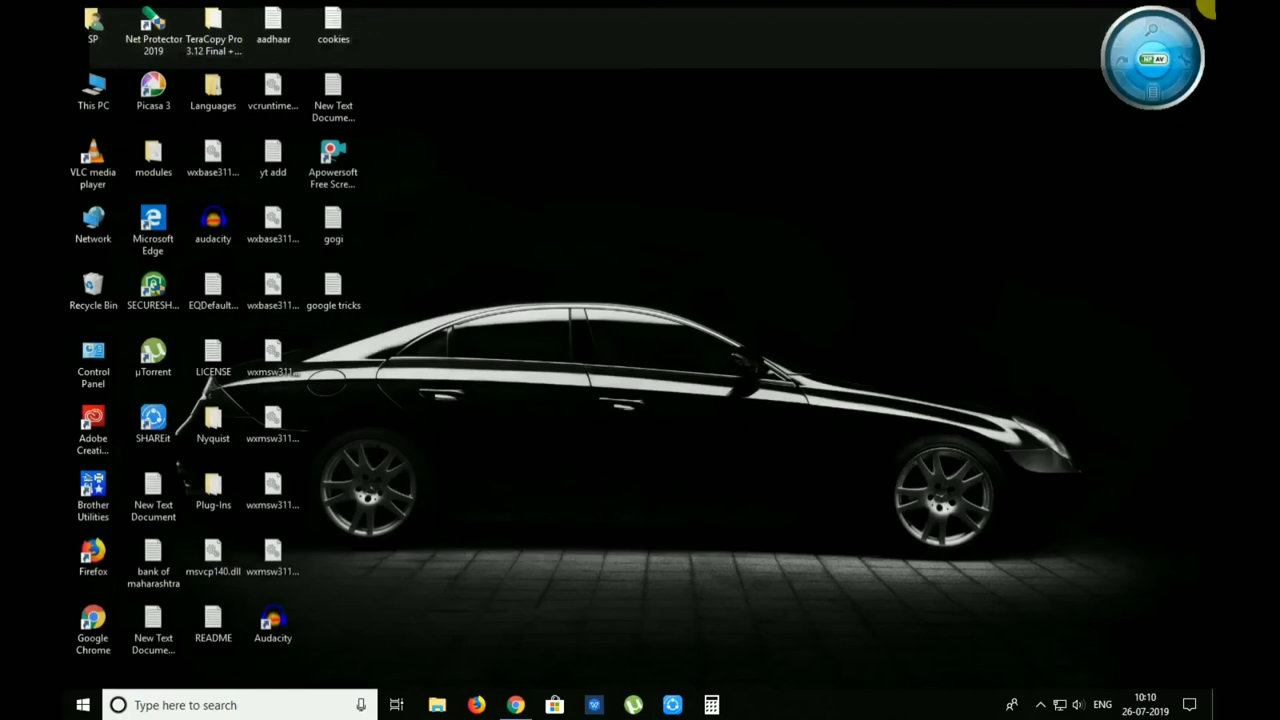 SP
Net Protector
2019
TeraCopy Pro
3.12 Final +...
aadhaar
cookies
NP AV
This PC
Picasa 3
Languages
vcruntime...
New Text
Docume...
VLC media
player
modules
wxbase311...
yt add
Apowersoft
Free Scre...
Network
Microsoft
Edge
audacity
wxbase311...
gogi
Recycle Bin
SECURESH...
EQDefault...
wxbase311...
google tricks
Control
Panel
µTorrent
LICENSE
wxmsw311...
Adobe
Creati...
SHAREit
Nyquist
wxmsw311...
Brother
Utilities
New Text
Document
Plug-Ins
wxmsw311...
Firefox
bank of
maharashtra
msvcp140.dll
wxmsw311...
Google
Chrome
New Text
Docume...
README
Audacity
Type here to search
ENG
10:10
26-07-2019